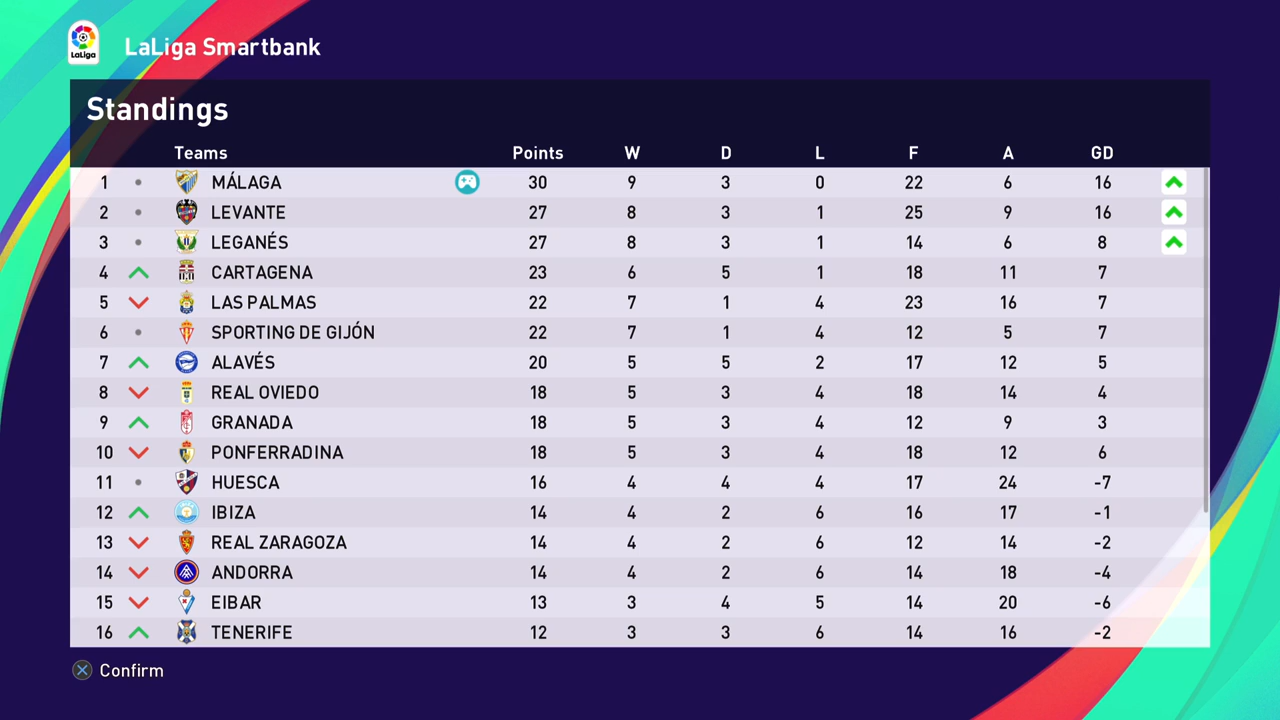 LaLiga
LaLiga Smartbank
Standings
Teams Points W D L F A GD
1 MÁLAGA 30 9 3 0 22 6 16
2 LEVANTE 27 8 3 1 25 9 16
3 LEGANÉS 27 8 3 1 14 6 8
4 CARTAGENA 23 6 5 1 18 11 7
5 LAS PALMAS 22 7 1 4 23 16 7
6 SPORTING DE GIJÓN 22 7 1 4 12 5 7
7 ALAVÉS 20 5 5 2 17 12 5
8 REAL OVIEDO 18 5 3 4 18 14 4
9 GRANADA 18 5 3 4 12 9 3
10 PONFERRADINA 18 5 3 4 18 12 6
11 HUESCA 16 4 4 4 17 24 -7
12 IBIZA 14 4 2 6 16 17 -1
13 REAL ZARAGOZA 14 4 2 6 12 14 -2
14 ANDORRA 14 4 2 6 14 18 -4
15 EIBAR 13 3 4 5 14 20 -6
16 TENERIFE 12 3 3 6 14 16 -2
Confirm